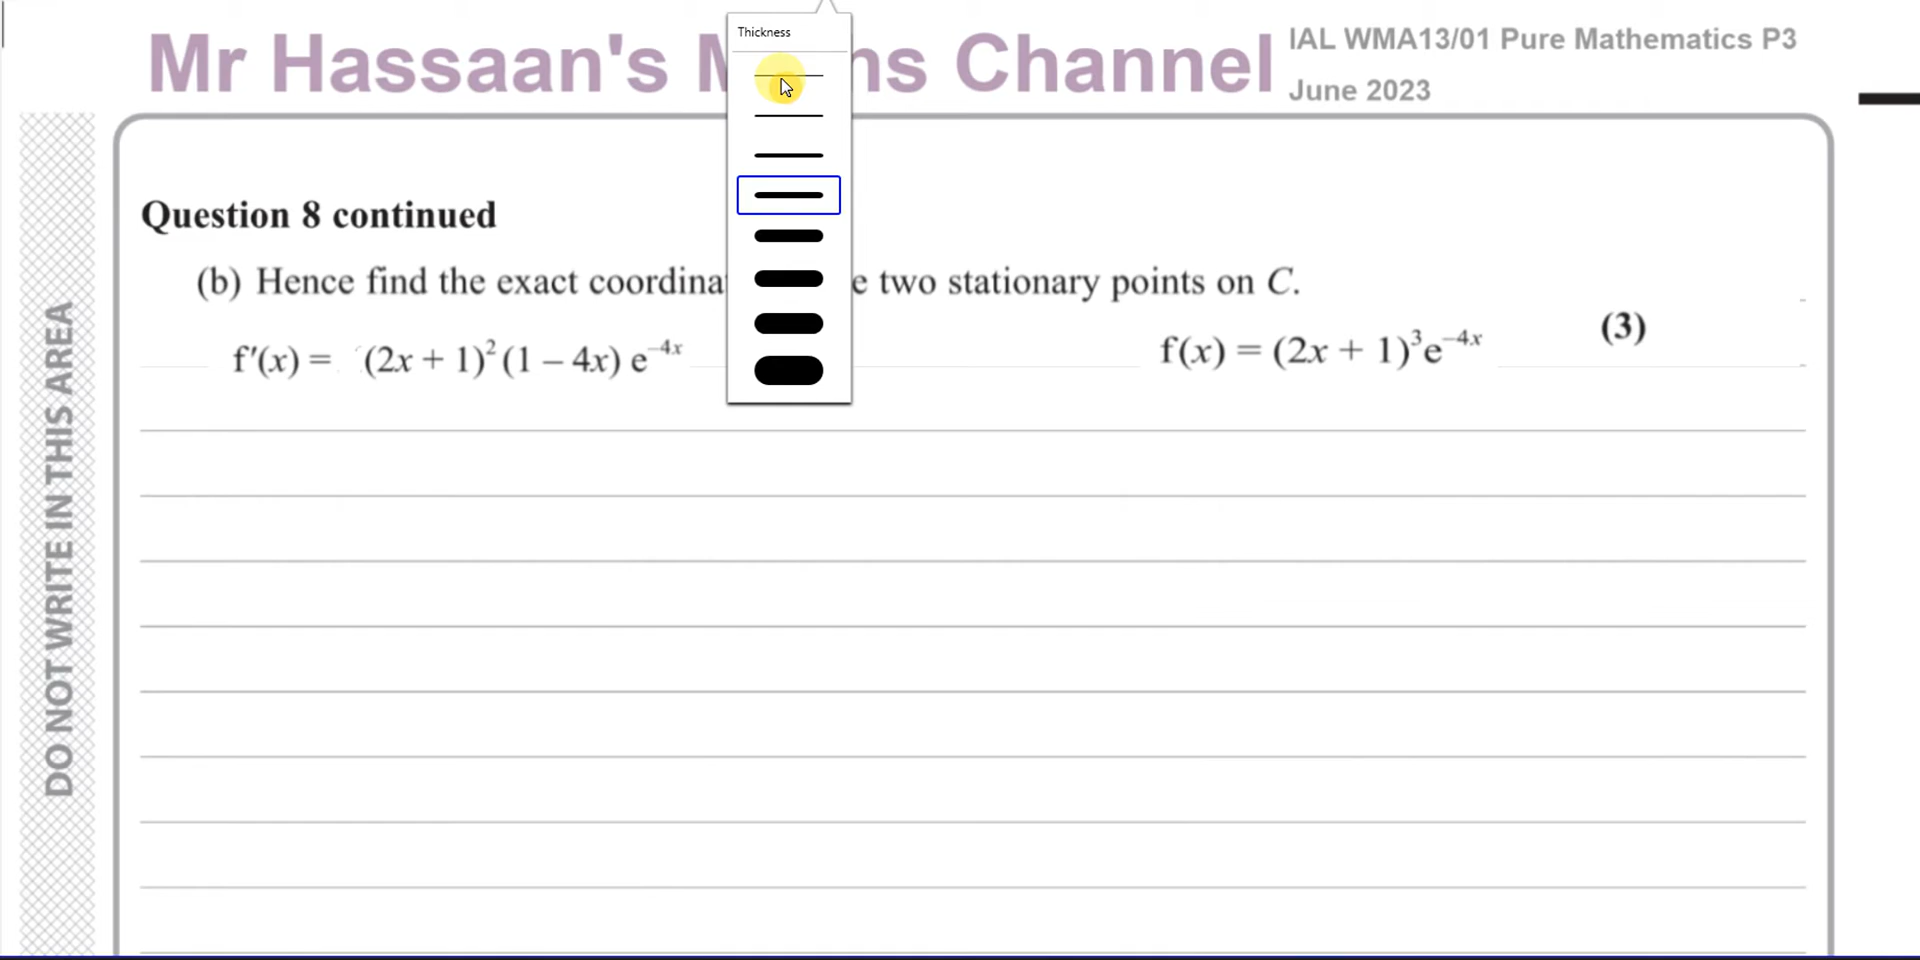 Thickness
Mr Hassaan's M ns Channel
IAL WMA13/01 Pure Mathematics P3
June 2023
Question 8 continued
(b) Hence find the exact coordina e two stationary points on C.
(3)
f′(x) = (2x + 1)²(1 – 4x) e⁻⁴ˣ
f(x) = (2x + 1)³e⁻⁴ˣ
DO NOT WRITE IN THIS AREA